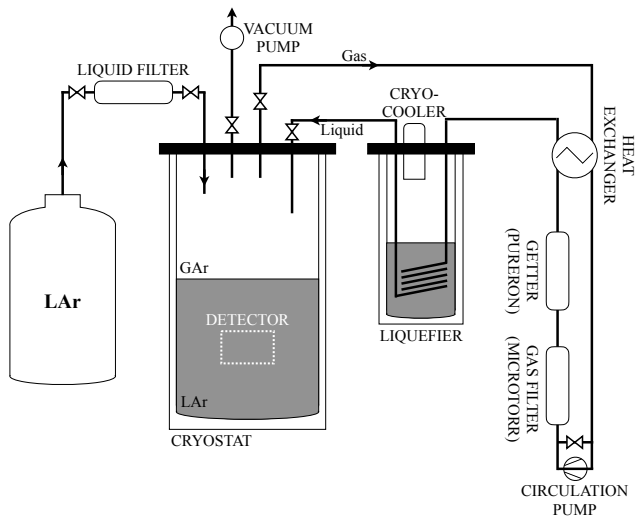 VACUUM
PUMP
Gas
LIQUID FILTER
CRYO-
COOLER
Liquid
HEAT
EXCHANGER
GETTER
(PURERON)
GAr
LAr
DETECTOR
LIQUEFIER
GAS FILTER
(MICROTORR)
LAr
CRYOSTAT
CIRCULATION
PUMP